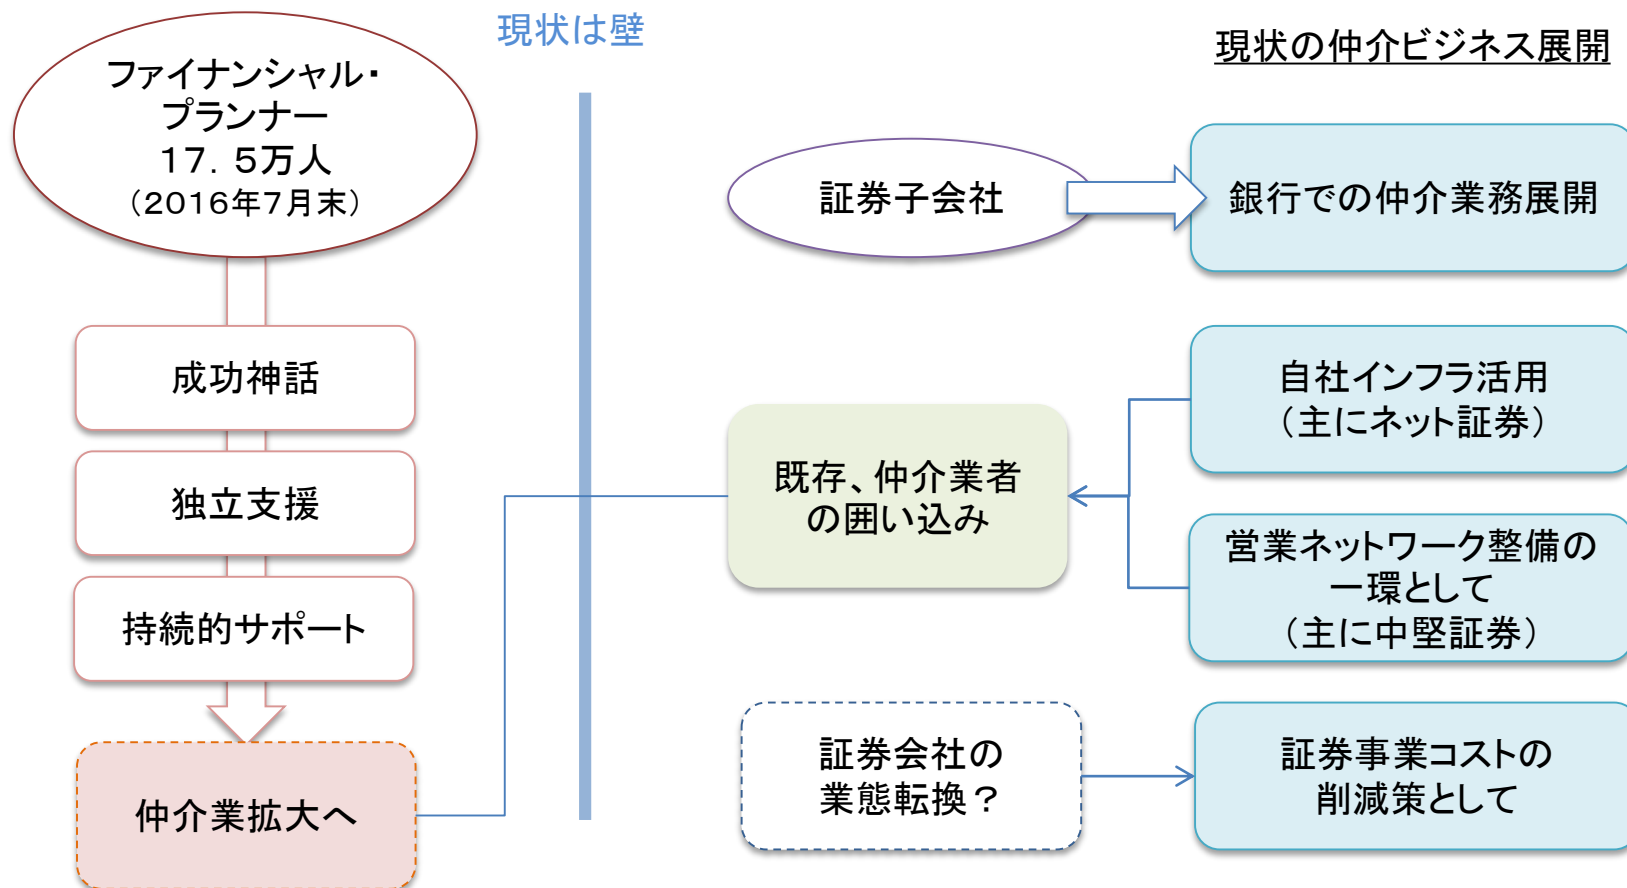 現状は壁
現状の仲介ビジネス展開
ファイナンシャル・
プランナー
17.5万人
(2016年7月末)
成功神話
独立支援
持続的サポート
仲介業拡大へ
証券子会社
銀行での仲介業務展開
既存、仲介業者
の囲い込み
自社インフラ活用
(主にネット証券)
営業ネットワーク整備の
一環として
(主に中堅証券)
証券会社の
業態転換?
証券事業コストの
削減策として